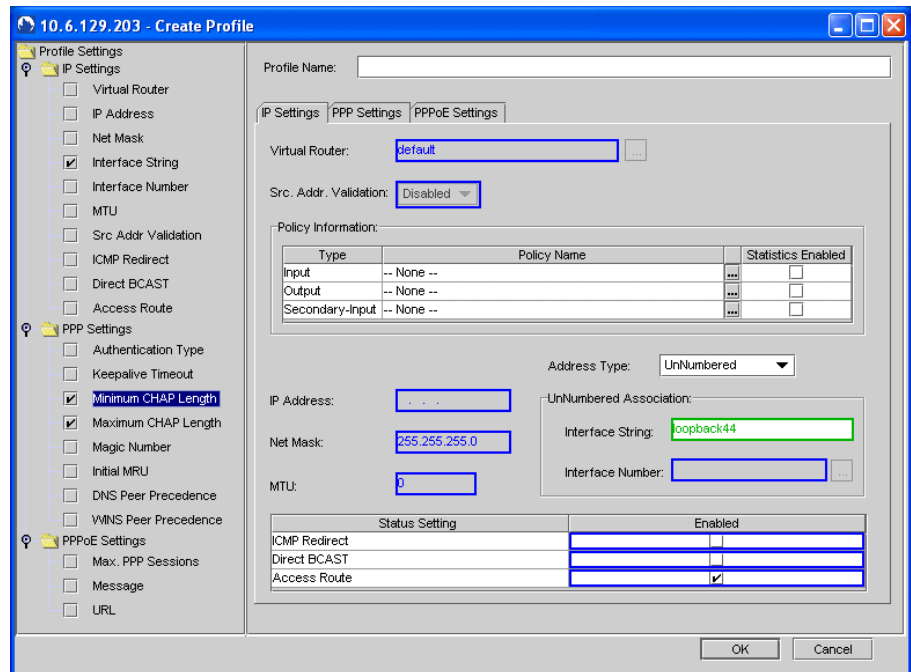 10.6.129.203 - Create Profile
Profile Settings
IP Settings
Virtual Router
IP Address
Net Mask
Interface String
Interface Number
MTU
Src Addr Validation
ICMP Redirect
Direct BCAST
Access Route
PPP Settings
Authentication Type
Keepalive Timeout
Minimum CHAP Length
Maximum CHAP Length
Magic Number
Initial MRU
DNS Peer Precedence
WINS Peer Precedence
PPPoE Settings
Max. PPP Sessions
Message
URL
Profile Name:
IP Settings PPP Settings PPPoE Settings
Virtual Router: default ...
Src. Addr. Validation: Disabled
Policy Information:
Type Policy Name Statistics Enabled
Input -- None -- ...
Output -- None -- ...
Secondary-Input -- None -- ...
Address Type: UnNumbered
IP Address: . . .
Net Mask: 255.255.255.0
MTU: 0
UnNumbered Association:
Interface String: loopback44
Interface Number: ...
Status Setting Enabled
ICMP Redirect
Direct BCAST
Access Route
OK Cancel